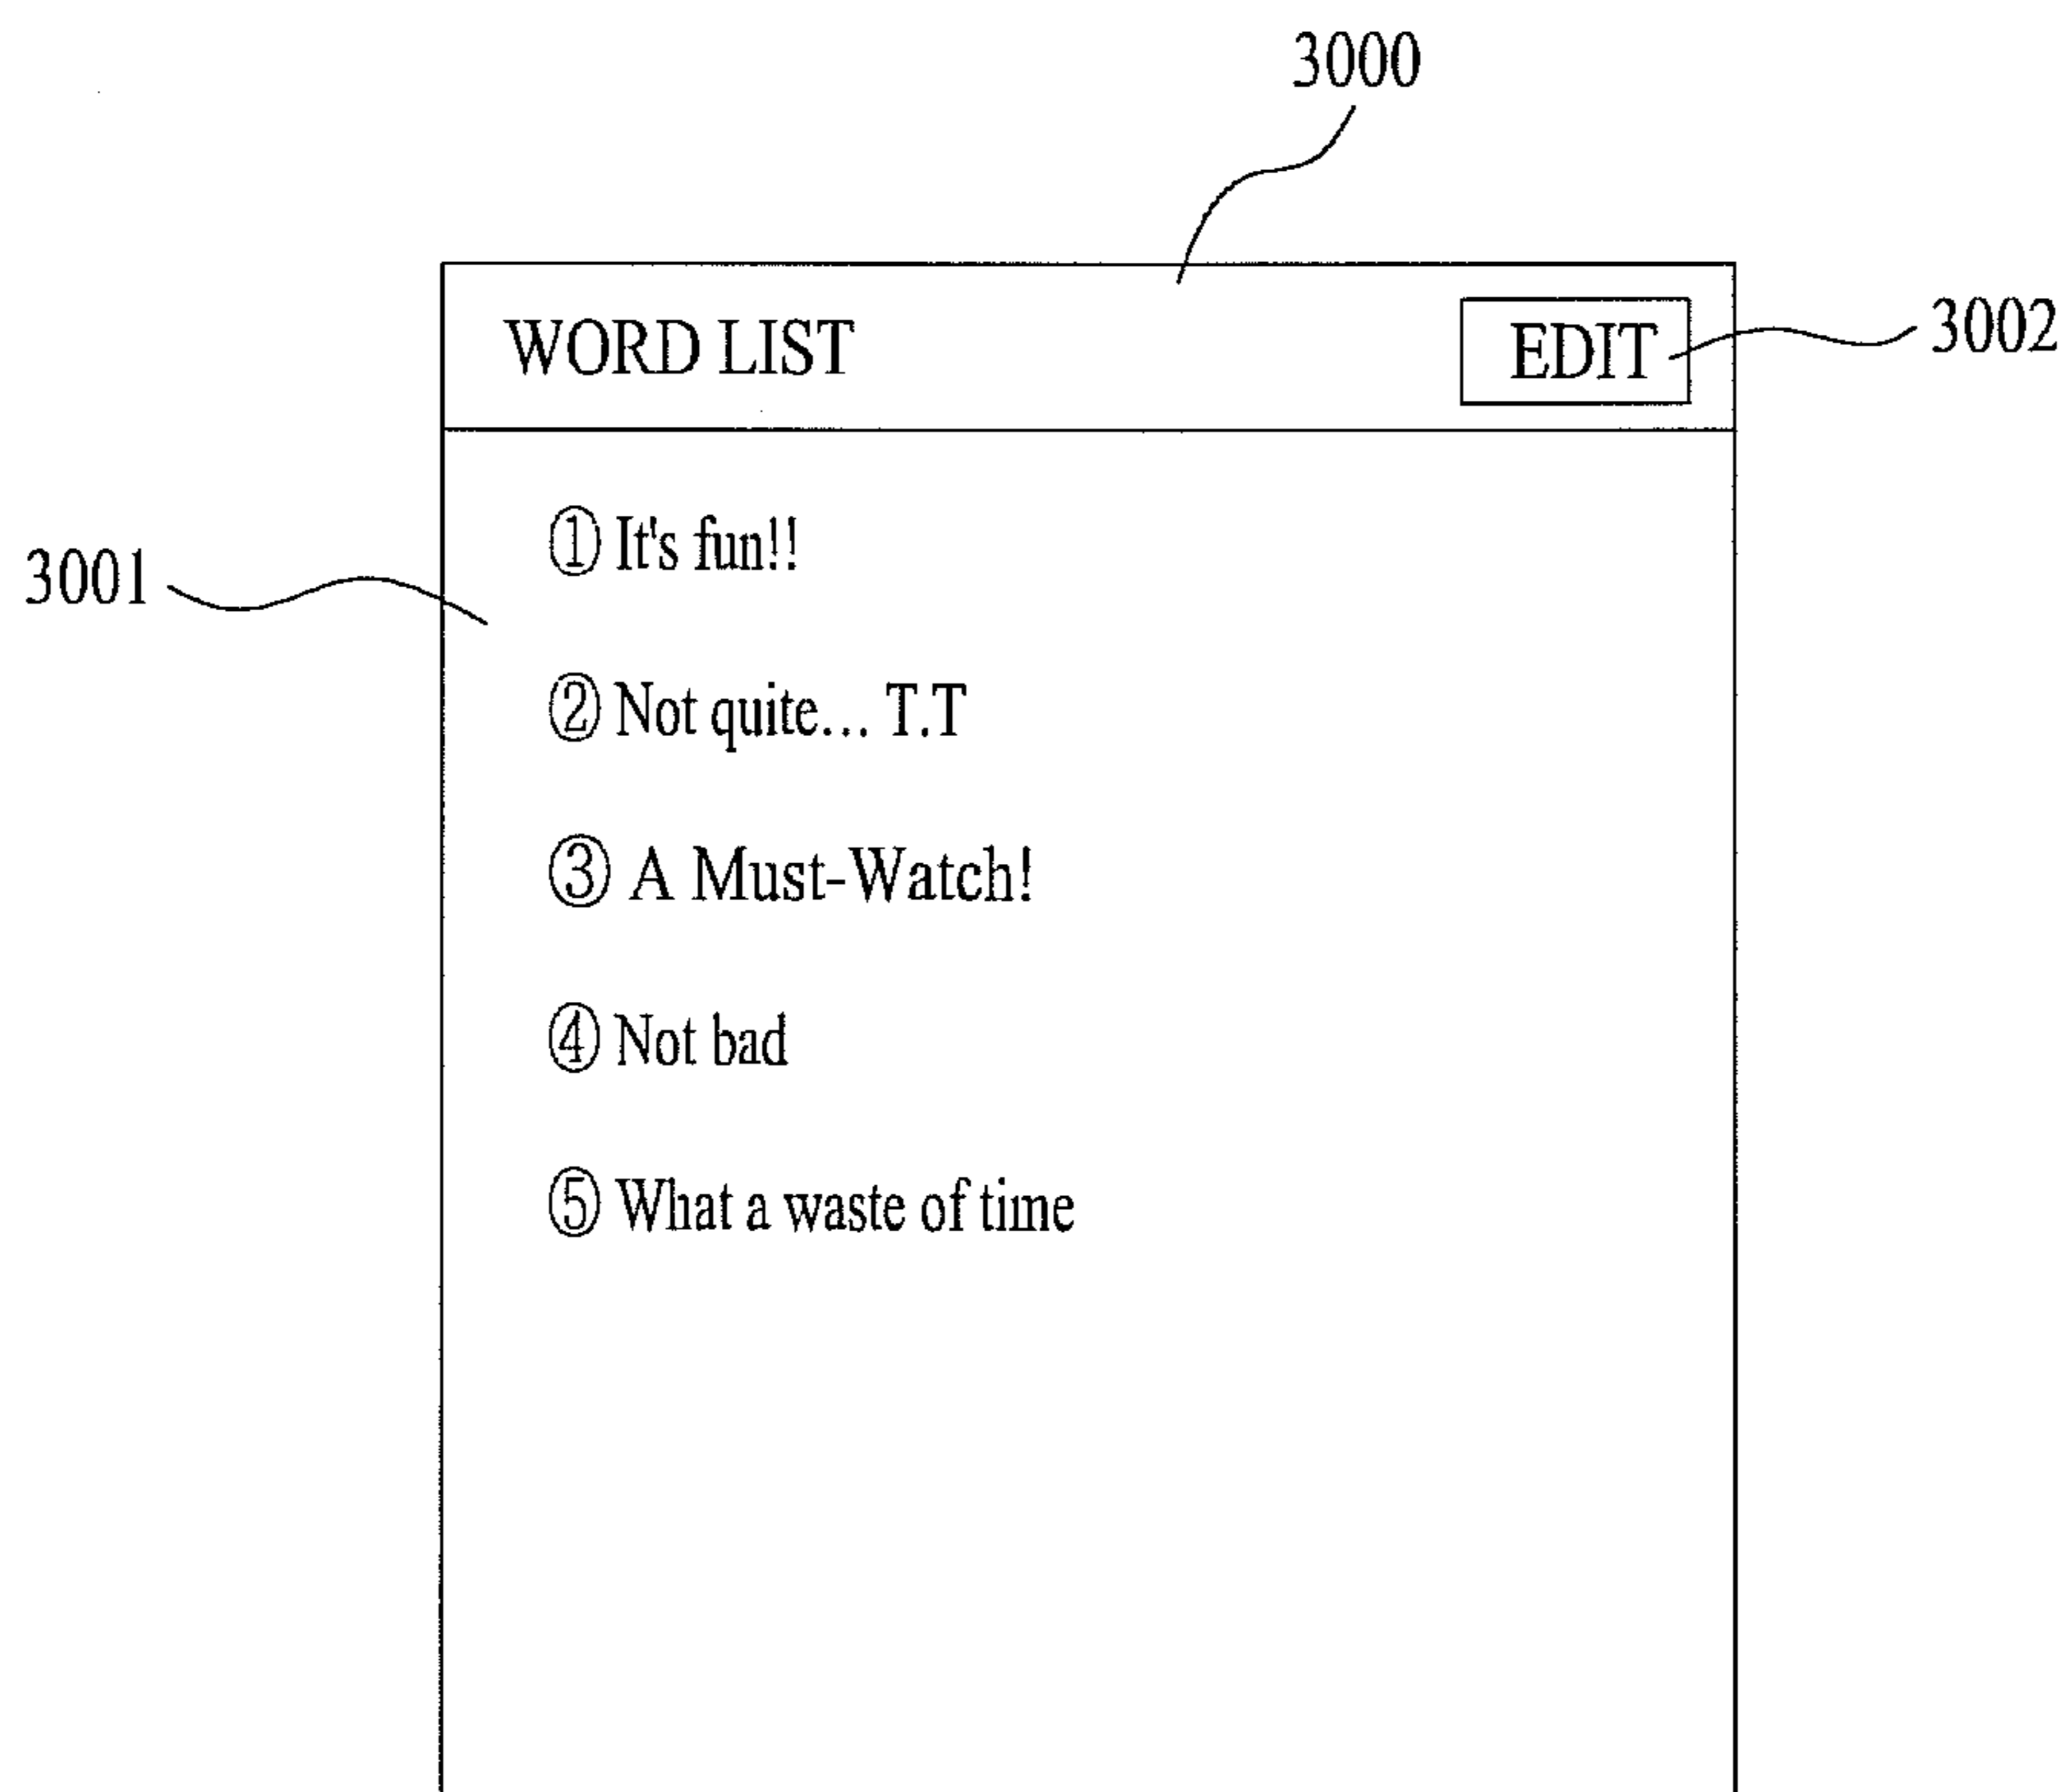 3000
WORD LIST EDIT 3002
① It's fun!!
3001
② Not quite... T.T
③ A Must-Watch!
④ Not bad
⑤ What a waste of time